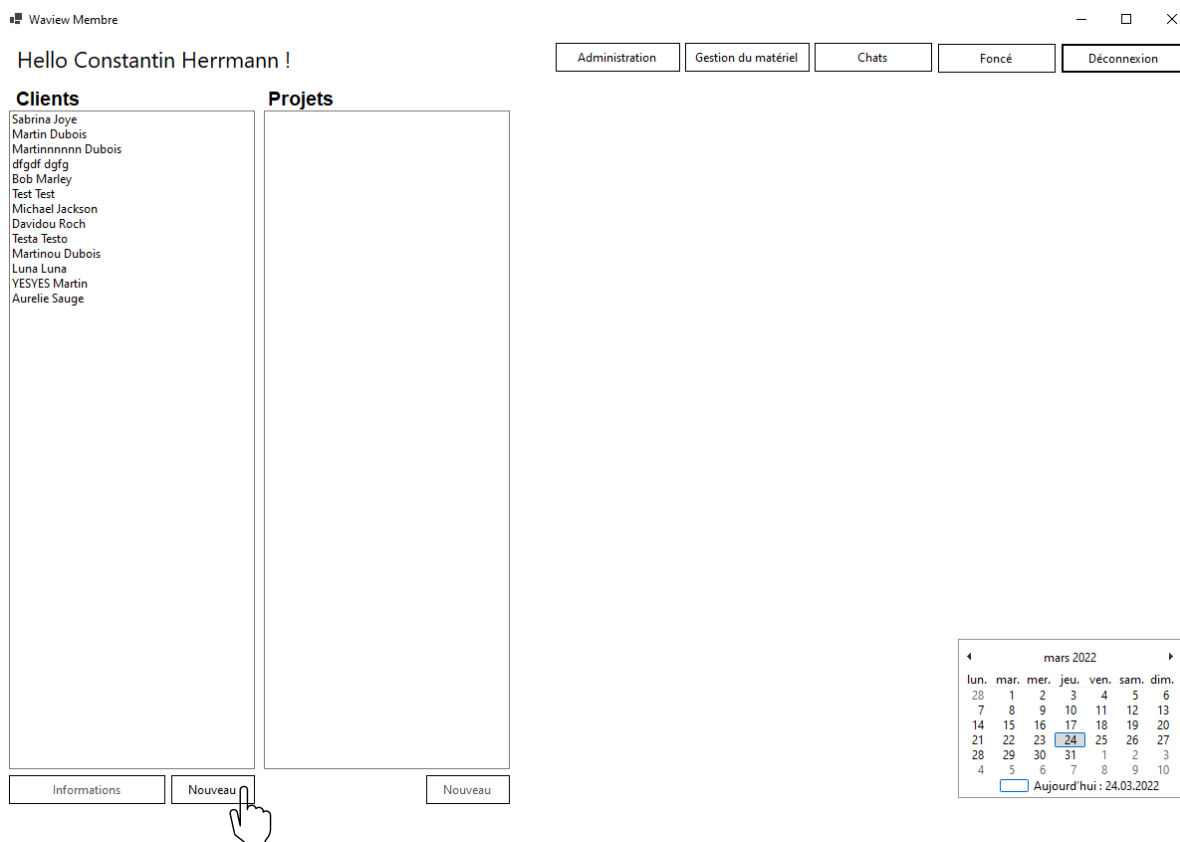 Waview Membre
Hello Constantin Herrmann !
Administration
Gestion du matériel
Chats
Foncé
Déconnexion
Clients
Sabrina Joye
Martin Dubois
Martinnnnnn Dubois
dfgdf dgfg
Bob Marley
Test Test
Michael Jackson
Davidou Roch
Testa Testo
Martinou Dubois
Luna Luna
YESYES Martin
Aurelie Sauge
Informations
Nouveau
Projets
Nouveau
mars 2022
lun. mar. mer. jeu. ven. sam. dim.
28 1 2 3 4 5 6
7 8 9 10 11 12 13
14 15 16 17 18 19 20
21 22 23 24 25 26 27
28 29 30 31 1 2 3
4 5 6 7 8 9 10
Aujourd'hui : 24.03.2022